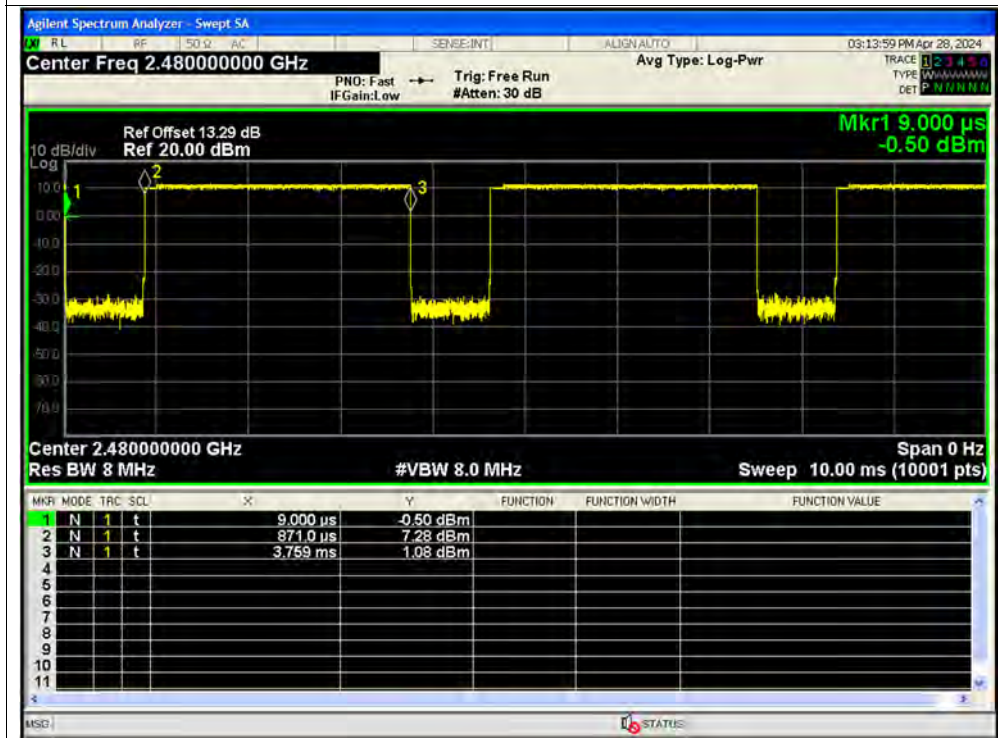 Agilent Spectrum Analyzer - Swept SA
RL RF 50 Ω AC SENSE:INT ALIGN AUTO 03:13:59 PM Apr 28, 2024
Center Freq 2.480000000 GHz Avg Type: Log-Pwr TRACE 1 2 3 4 5 6
PNO: Fast Trig: Free Run TYPE W
IFGain:Low #Atten: 30 dB DET P N N N N N
Mkr1 9.000 µs
-0.50 dBm
Ref Offset 13.29 dB
10 dB/div Ref 20.00 dBm
Log
10.0
0.00
-10.0
-20.0
-30.0
-40.0
-50.0
-60.0
-70.0
1
2
3
Center 2.480000000 GHz Span 0 Hz
Res BW 8 MHz #VBW 8.0 MHz Sweep 10.00 ms (10001 pts)
MKR MODE TRC SCL X Y FUNCTION FUNCTION WIDTH FUNCTION VALUE
1 N 1 t 9.000 µs -0.50 dBm
2 N 1 t 871.0 µs 7.28 dBm
3 N 1 t 3.759 ms 1.08 dBm
4
5
6
7
8
9
10
11
MSG STATUS